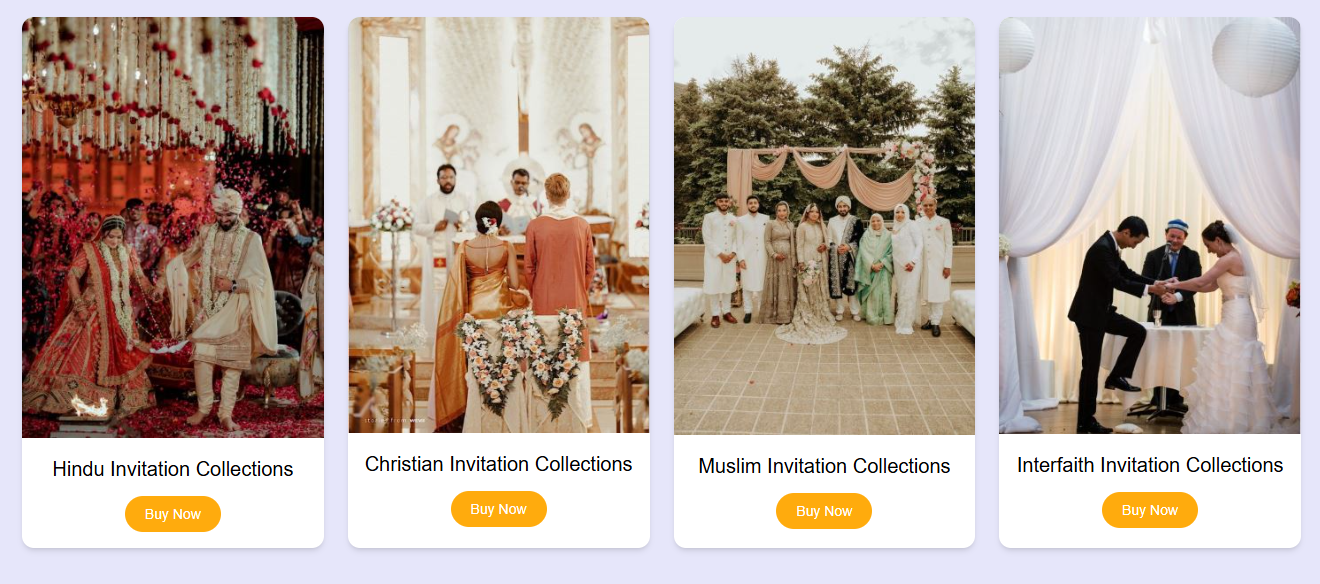 Hindu Invitation Collections
Buy Now
Christian Invitation Collections
Buy Now
Muslim Invitation Collections
Buy Now
Interfaith Invitation Collections
Buy Now